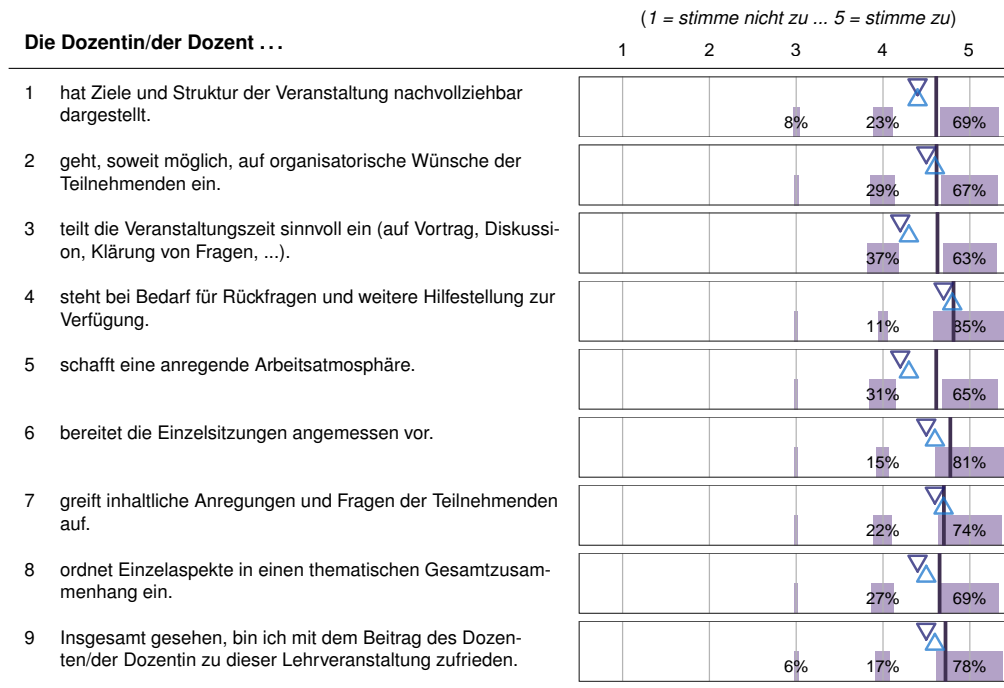 (1 = stimme nicht zu ... 5 = stimme zu)
Die Dozentin/der Dozent . . .
1 2 3 4 5
1 hat Ziele und Struktur der Veranstaltung nachvollziehbar
dargestellt.
8% 23% 69%
2 geht, soweit möglich, auf organisatorische Wünsche der
Teilnehmenden ein.
29% 67%
3 teilt die Veranstaltungszeit sinnvoll ein (auf Vortrag, Diskussi-
on, Klärung von Fragen, ...).
37% 63%
4 steht bei Bedarf für Rückfragen und weitere Hilfestellung zur
Verfügung.
11% 85%
5 schafft eine anregende Arbeitsatmosphäre.
31% 65%
6 bereitet die Einzelsitzungen angemessen vor.
15% 81%
7 greift inhaltliche Anregungen und Fragen der Teilnehmenden
auf.
22% 74%
8 ordnet Einzelaspekte in einen thematischen Gesamtzusam-
menhang ein.
27% 69%
9 Insgesamt gesehen, bin ich mit dem Beitrag des Dozen-
ten/der Dozentin zu dieser Lehrveranstaltung zufrieden.
6% 17% 78%